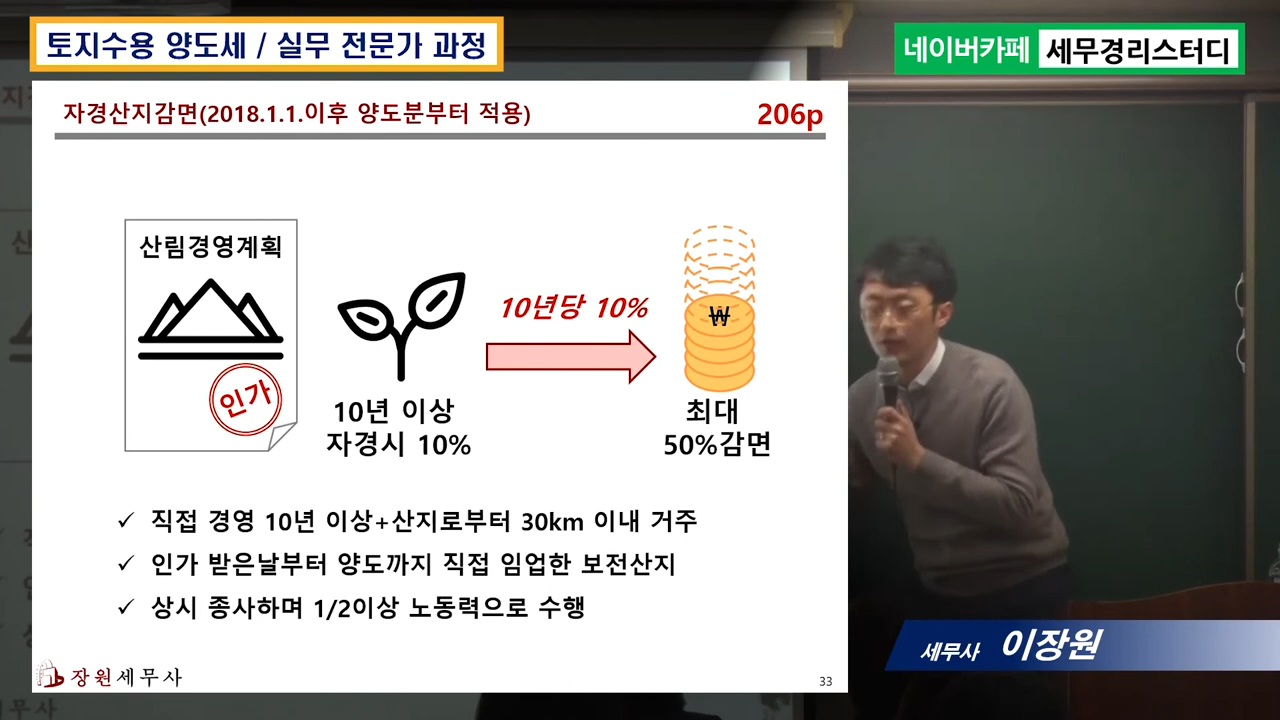 토지수용 양도세 / 실무 전문가 과정
네이버카페 세무경리스터디
자경산지감면(2018.1.1.이후 양도분부터 적용)
206p
산림경영계획
인가
10년 이상
자경시 10%
10년당 10%
₩
최대
50%감면
✓ 직접 경영 10년 이상+산지로부터 30km 이내 거주
✓ 인가 받은날부터 양도까지 직접 임업한 보전산지
✓ 상시 종사하며 1/2이상 노동력으로 수행
세무사 이장원
장원세무사
33